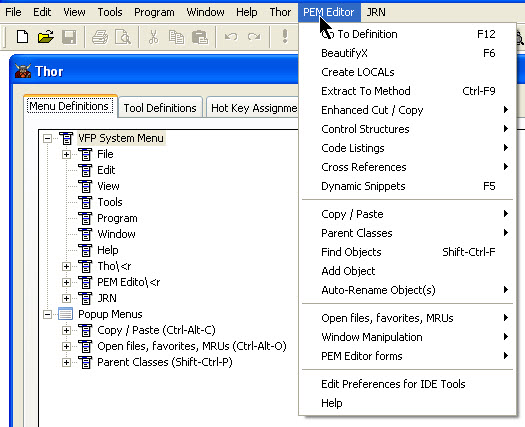 File Edit View Tools Program Window Help Thor PEM Editor JRN
Thor
Menu Definitions Tool Definitions Hot Key Assignme
VFP System Menu
File
Edit
View
Tools
Program
Window
Help
Tho\<r
PEM Edito\<r
JRN
Popup Menus
Copy / Paste (Ctrl-Alt-C)
Open files, favorites, MRUs (Ctrl-Alt-O)
Parent Classes (Shift-Ctrl-P)
Go To Definition F12
BeautifyX F6
Create LOCALs
Extract To Method Ctrl-F9
Enhanced Cut / Copy
Control Structures
Code Listings
Cross References
Dynamic Snippets F5
Copy / Paste
Parent Classes
Find Objects Shift-Ctrl-F
Add Object
Auto-Rename Object(s)
Open files, favorites, MRUs
Window Manipulation
PEM Editor forms
Edit Preferences for IDE Tools
Help